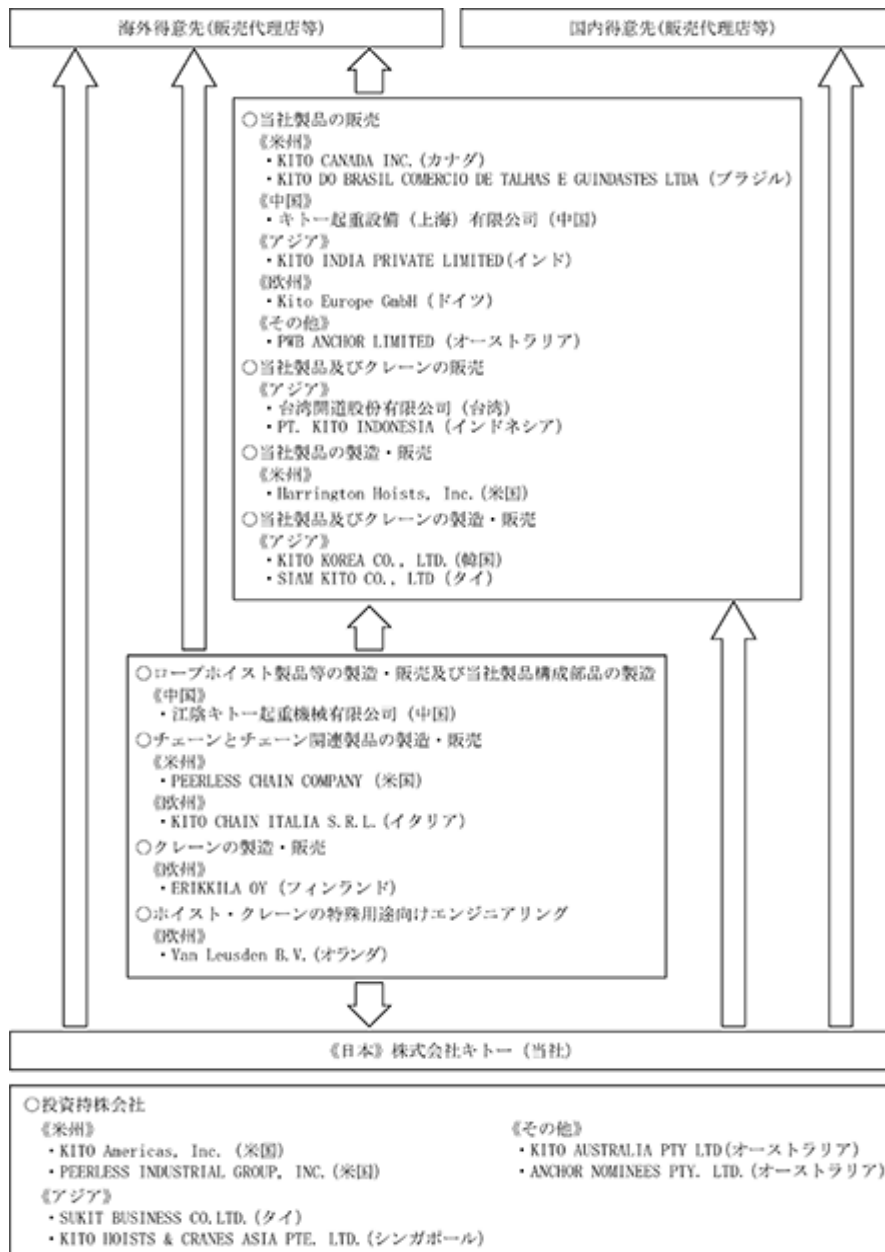 海外得意先(販売代理店等)
国内得意先(販売代理店等)
○当社製品の販売
《米州》
・KITO CANADA INC.(カナダ)
・KITO DO BRASIL COMERCIO DE TALHAS E GUINDASTES LTDA (ブラジル)
《中国》
・キトー起重設備(上海)有限公司(中国)
《アジア》
・KITO INDIA PRIVATE LIMITED(インド)
《欧州》
・Kito Europe GmbH (ドイツ)
《その他》
・PWB ANCHOR LIMITED (オーストラリア)
○当社製品及びクレーンの販売
《アジア》
・台湾開道股份有限公司(台湾)
・PT. KITO INDONESIA (インドネシア)
○当社製品の製造・販売
《米州》
・Harrington Hoists, Inc.(米国)
○当社製品及びクレーンの製造・販売
《アジア》
・KITO KOREA CO., LTD.(韓国)
・SIAM KITO CO., LTD (タイ)
○ロープホイスト製品等の製造・販売及び当社製品構成部品の製造
《中国》
・江陰キトー起重機械有限公司(中国)
○チェーンとチェーン関連製品の製造・販売
《米州》
・PEERLESS CHAIN COMPANY (米国)
《欧州》
・KITO CHAIN ITALIA S.R.L.(イタリア)
○クレーンの製造・販売
《欧州》
・ERIKKILA OY (フィンランド)
○ホイスト・クレーンの特殊用途向けエンジニアリング
《欧州》
・Van Leusden B.V.(オランダ)
《日本》株式会社キトー(当社)
○投資持株会社
《米州》
・KITO Americas, Inc. (米国)
・PEERLESS INDUSTRIAL GROUP, INC.(米国)
《アジア》
・SUKIT BUSINESS CO.LTD.(タイ)
・KITO HOISTS & CRANES ASIA PTE. LTD.(シンガポール)
《その他》
・KITO AUSTRALIA PTY LTD(オーストラリア)
・ANCHOR NOMINEES PTY. LTD.(オーストラリア)